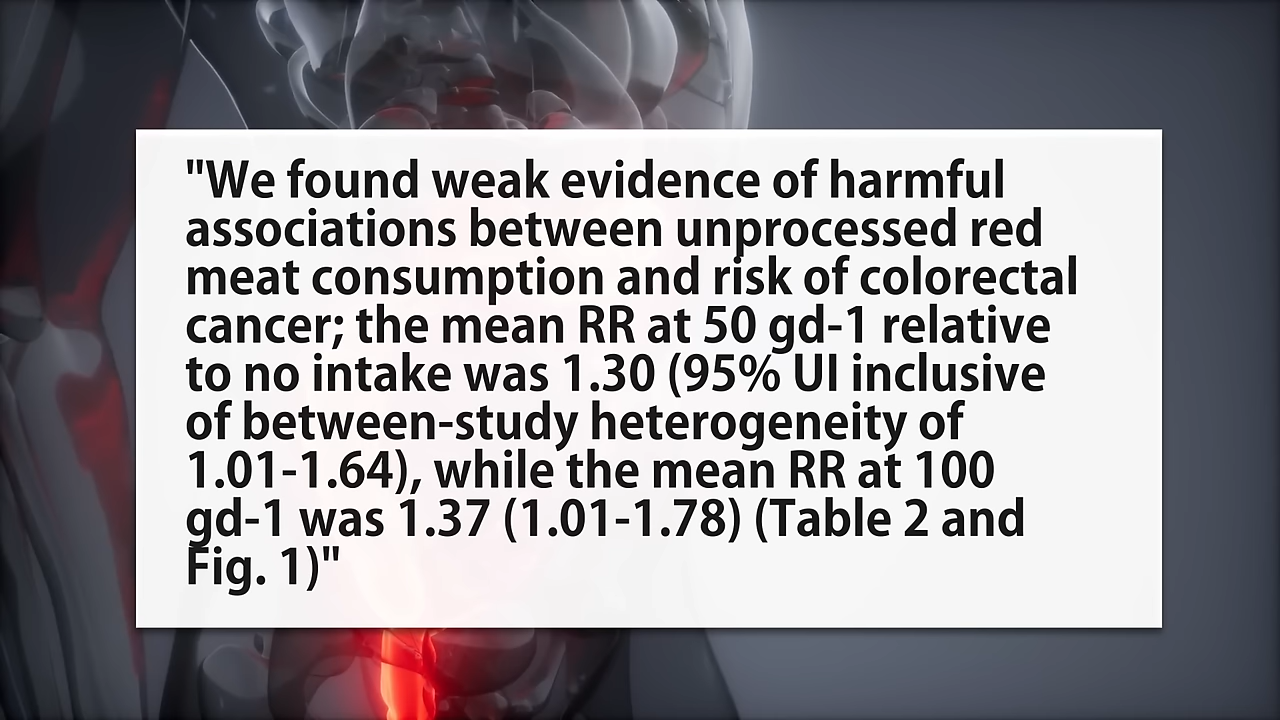 "We found weak evidence of harmful
associations between unprocessed red
meat consumption and risk of colorectal
cancer; the mean RR at 50 gd-1 relative
to no intake was 1.30 (95% UI inclusive
of between-study heterogeneity of
1.01-1.64), while the mean RR at 100
gd-1 was 1.37 (1.01-1.78) (Table 2 and
Fig. 1)"